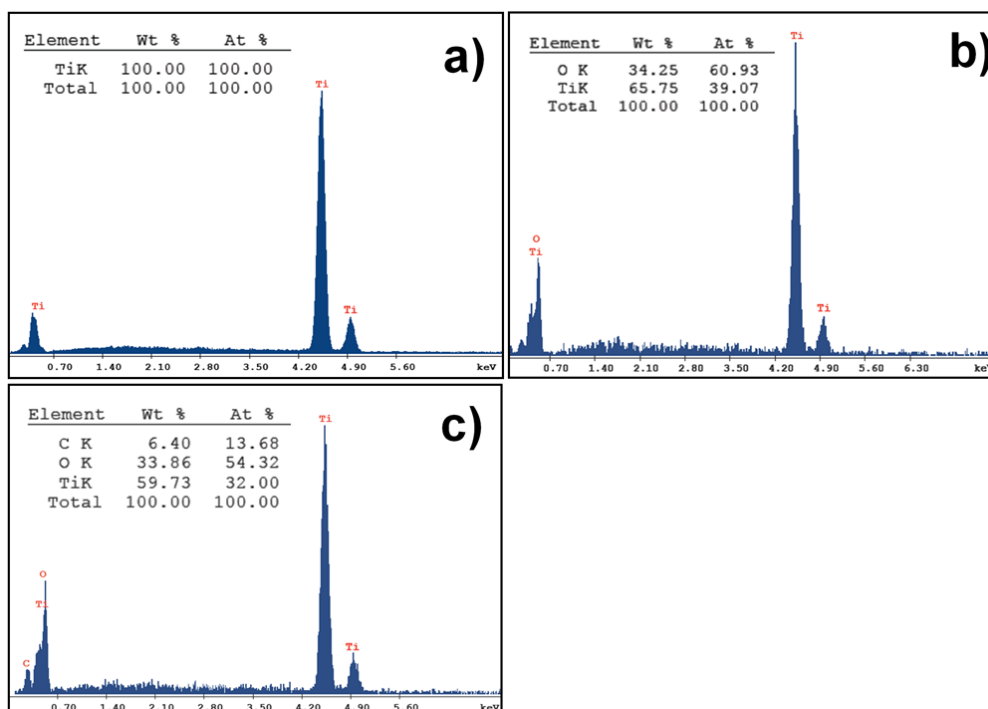 a)
Element Wt % At %
TiK 100.00 100.00
Total 100.00 100.00
Ti
Ti
Ti
0.70 1.40 2.10 2.80 3.50 4.20 4.90 5.60 keV
b)
Element Wt % At %
O K 34.25 60.93
TiK 65.75 39.07
Total 100.00 100.00
Ti
O
Ti
Ti
0.70 1.40 2.10 2.80 3.50 4.20 4.90 5.60 6.30 keV
c)
Element Wt % At %
C K 6.40 13.68
O K 33.86 54.32
TiK 59.73 32.00
Total 100.00 100.00
Ti
O
Ti
Ti
C
0.70 1.40 2.10 2.80 3.50 4.20 4.90 5.60 keV